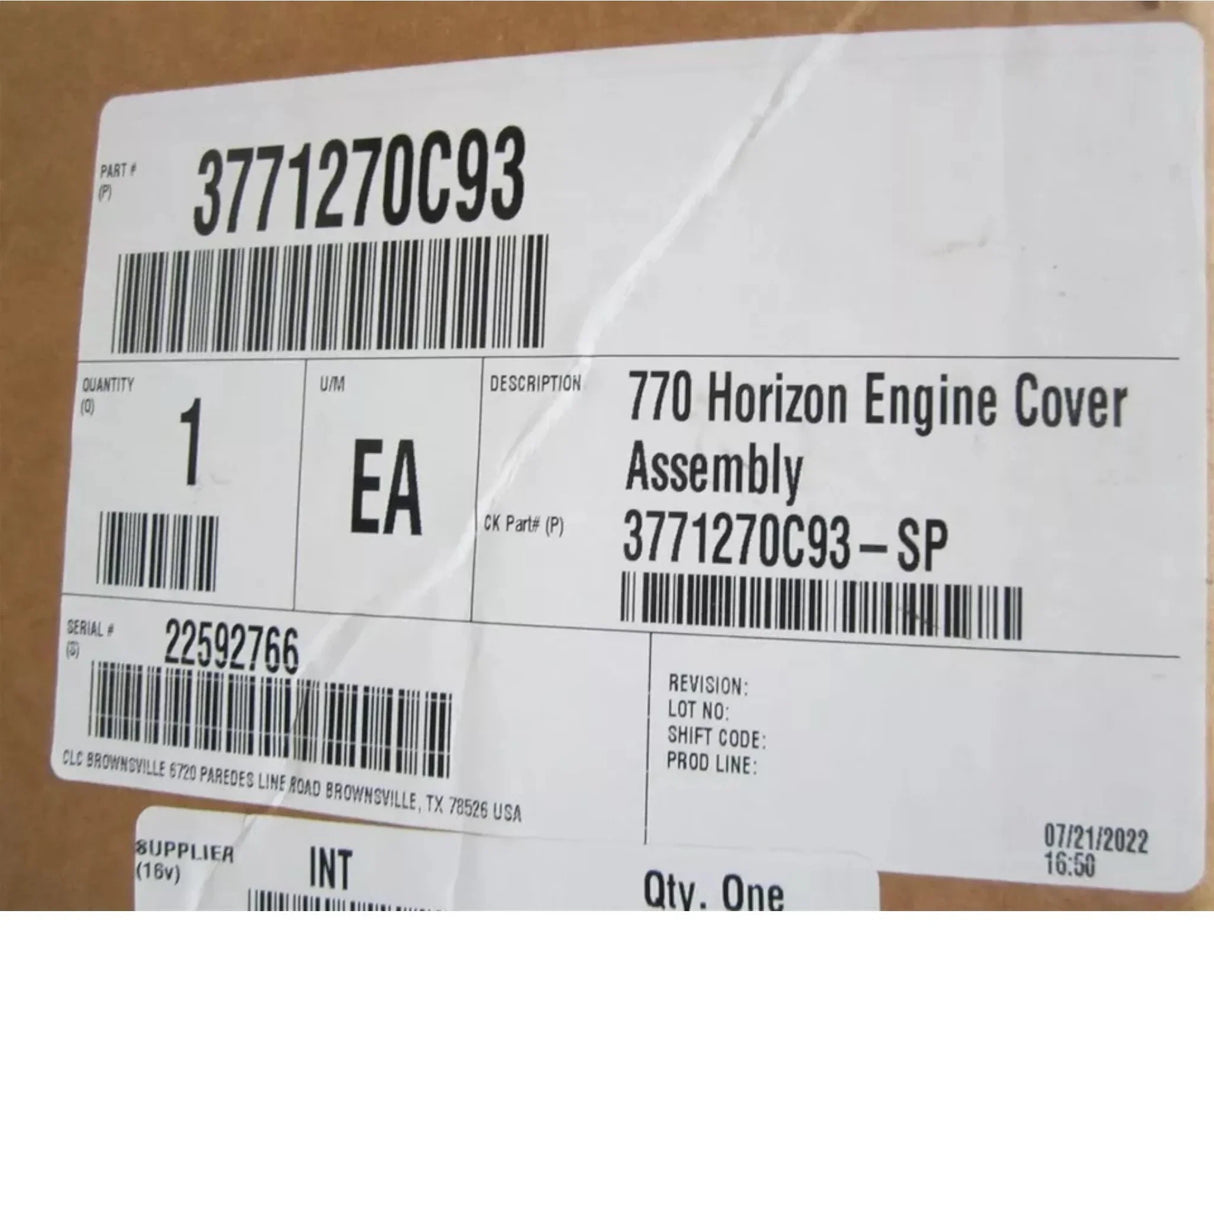 PART #
(P)
3771270C93
QUANTITY
(Q)
1
U/M
EA
DESCRIPTION
770 Horizon Engine Cover
Assembly
CK Part# (P)
3771270C93-SP
SERIAL #
(S)
22592766
CLC BROWNSVILLE 6720 PAREDES LINE ROAD BROWNSVILLE, TX 78526 USA
REVISION:
LOT NO:
SHIFT CODE:
PROD LINE:
07/21/2022
16:50
SUPPLIER
(16v)
INT
Qty. One